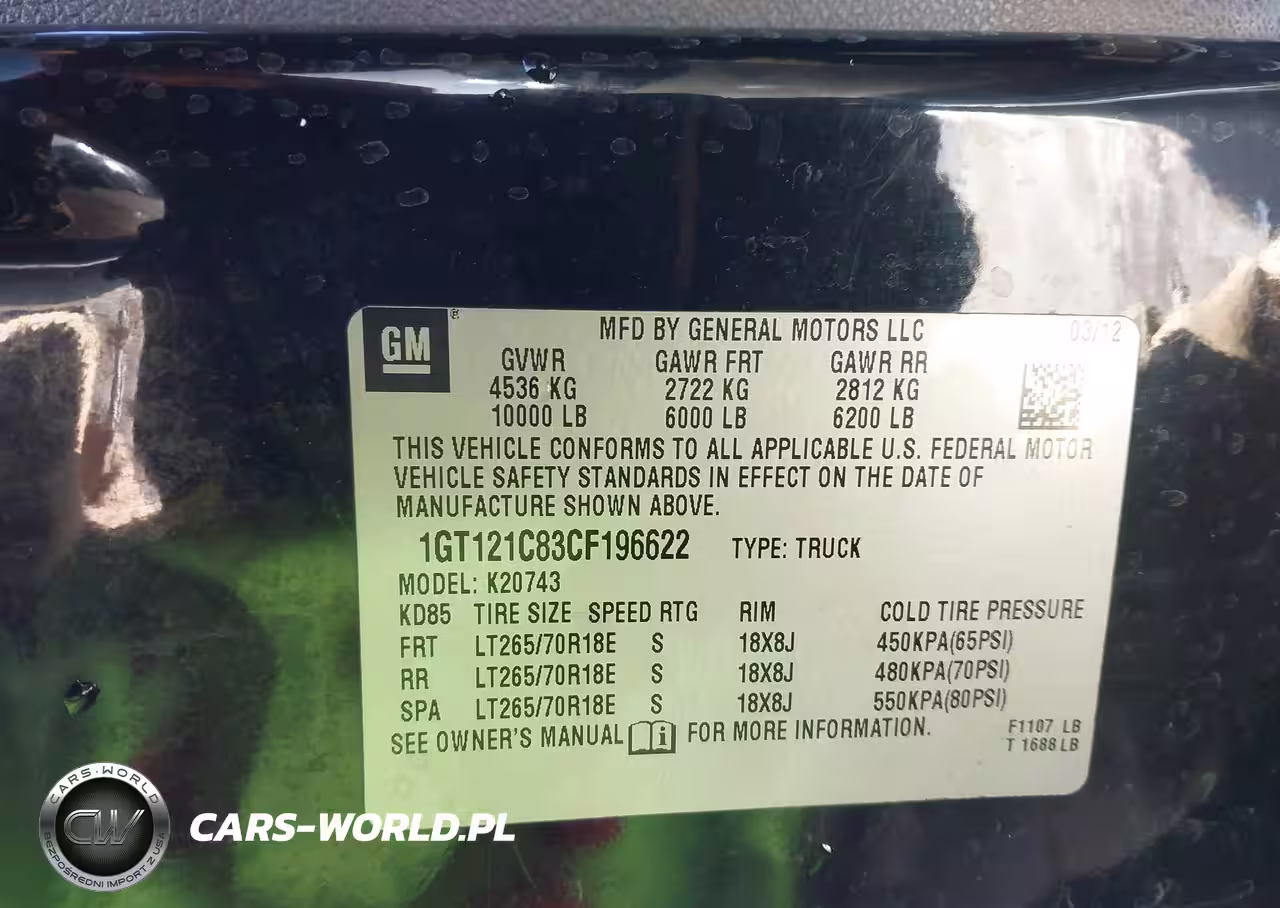 GM®
MFD BY GENERAL MOTORS LLC 03/12
GVWR GAWR FRT GAWR RR
4536 KG 2722 KG 2812 KG
10000 LB 6000 LB 6200 LB
THIS VEHICLE CONFORMS TO ALL APPLICABLE U.S. FEDERAL MOTOR
VEHICLE SAFETY STANDARDS IN EFFECT ON THE DATE OF
MANUFACTURE SHOWN ABOVE.
1GT121C83CF196622 TYPE: TRUCK
MODEL: K20743
KD85 TIRE SIZE SPEED RTG RIM COLD TIRE PRESSURE
FRT LT265/70R18E S 18X8J 450KPA(65PSI)
RR LT265/70R18E S 18X8J 480KPA(70PSI)
SPA LT265/70R18E S 18X8J 550KPA(80PSI)
SEE OWNER'S MANUAL i FOR MORE INFORMATION.
F1107 LB
T 1688 LB
CARS-WORLD
CW
BEZPOŚREDNI IMPORT Z USA
CARS-WORLD.PL